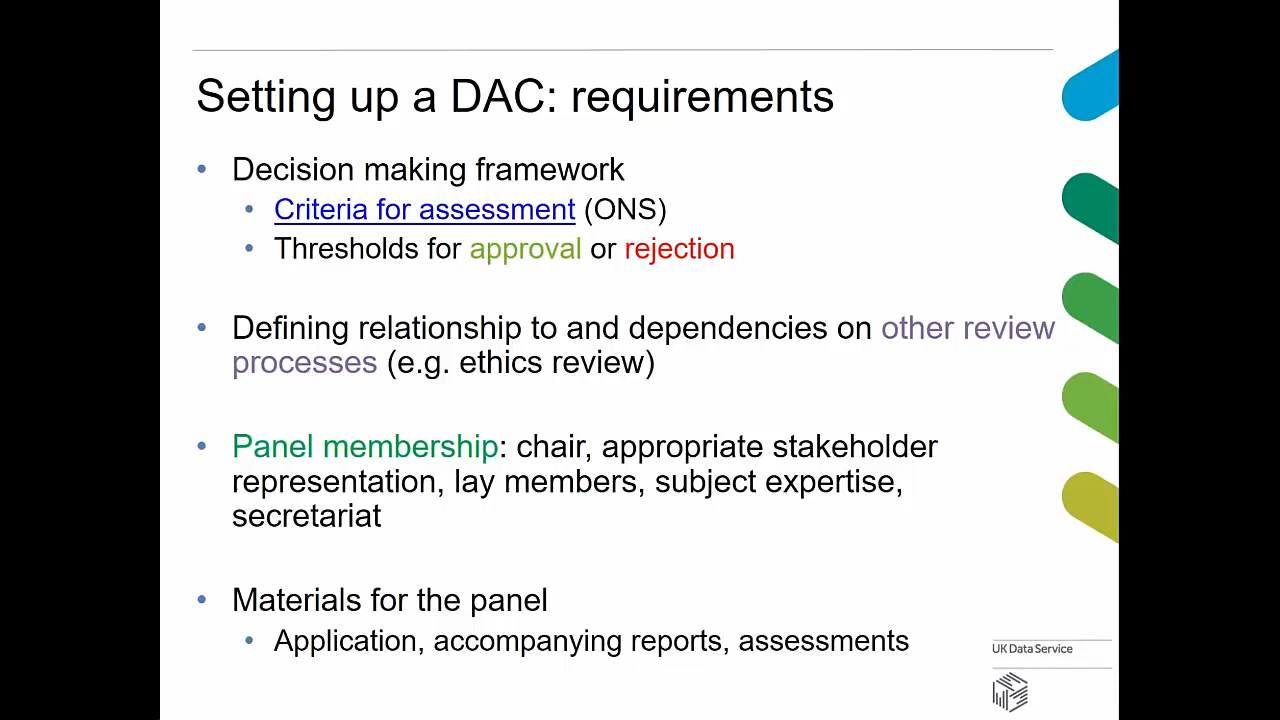 Setting up a DAC: requirements
• Decision making framework
• Criteria for assessment (ONS)
• Thresholds for approval or rejection
• Defining relationship to and dependencies on other review
processes (e.g. ethics review)
• Panel membership: chair, appropriate stakeholder
representation, lay members, subject expertise,
secretariat
• Materials for the panel
• Application, accompanying reports, assessments
UK Data Service